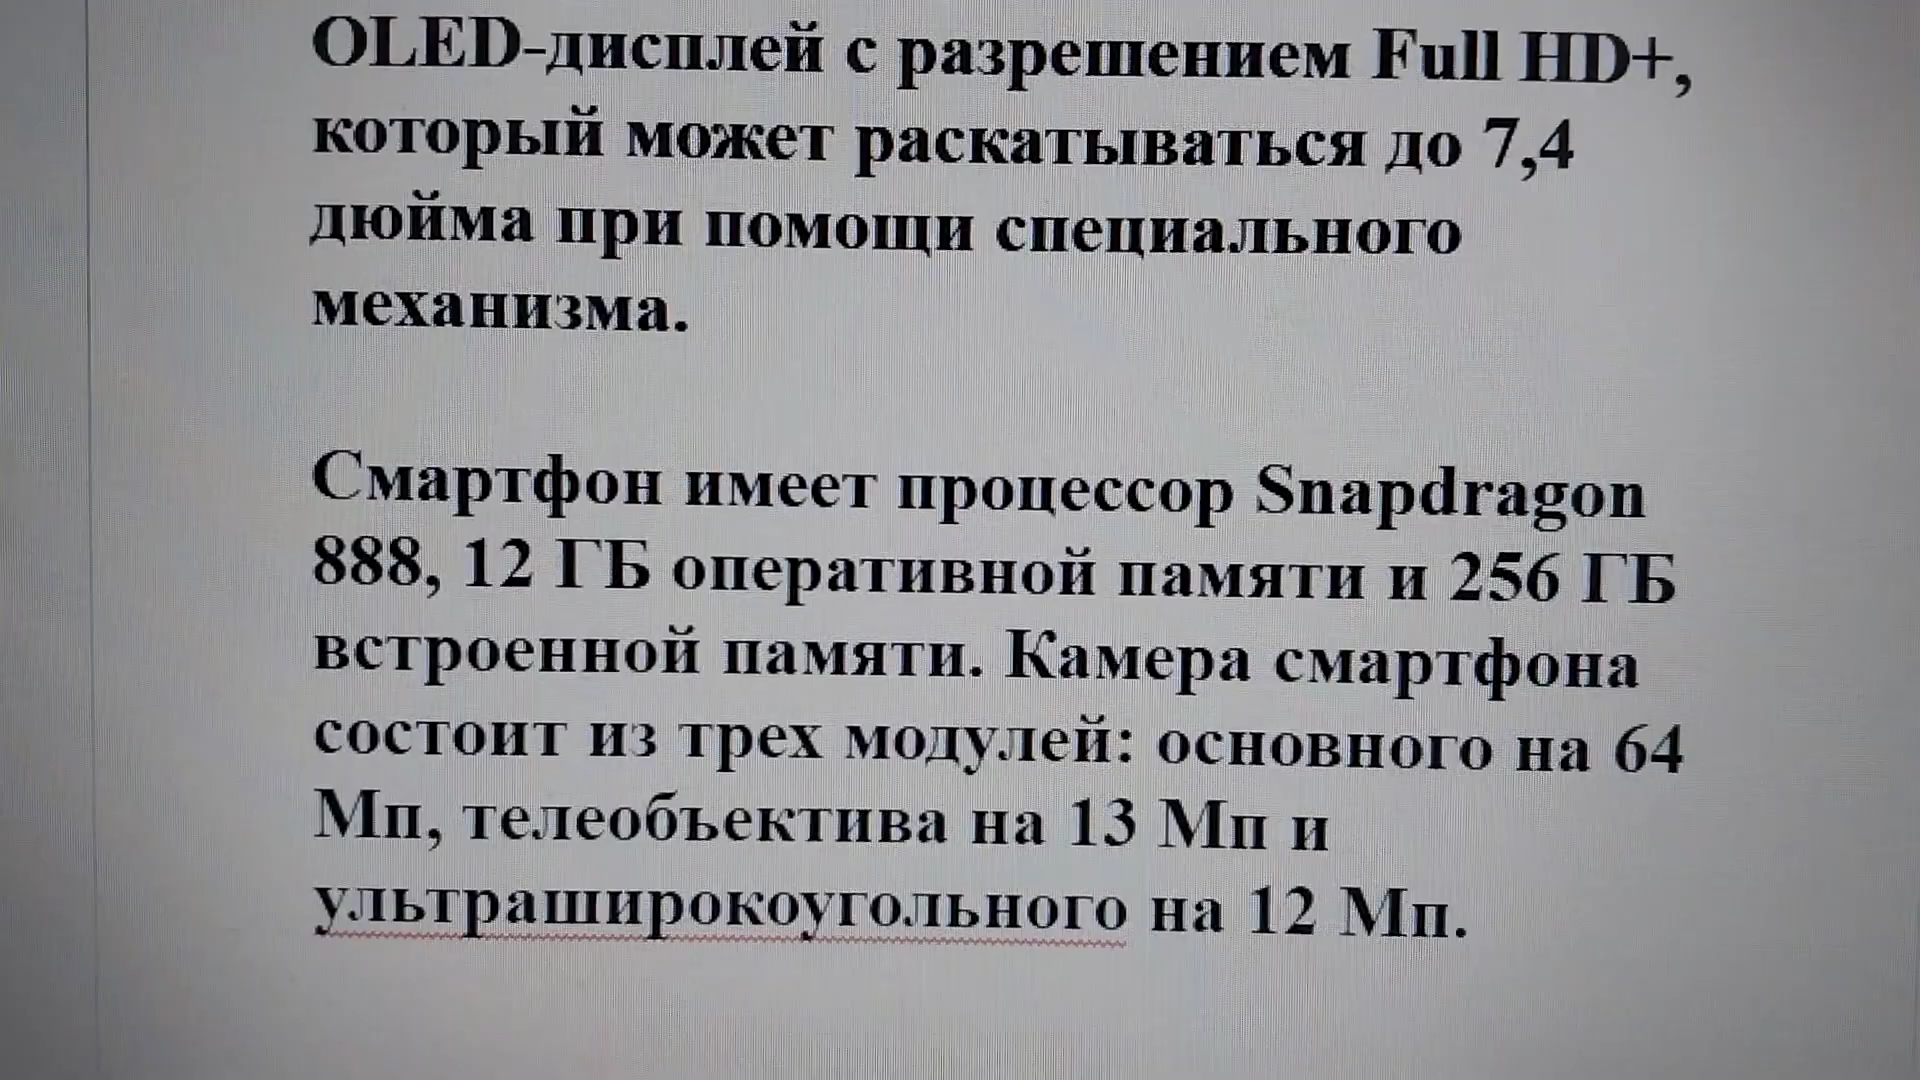 OLED-дисплей с разрешением Full HD+,
который может раскатываться до 7,4
дюйма при помощи специального
механизма.
Смартфон имеет процессор Snapdragon
888, 12 ГБ оперативной памяти и 256 ГБ
встроенной памяти. Камера смартфона
состоит из трех модулей: основного на 64
Мп, телеобъектива на 13 Мп и
ультраширокоугольного на 12 Мп.